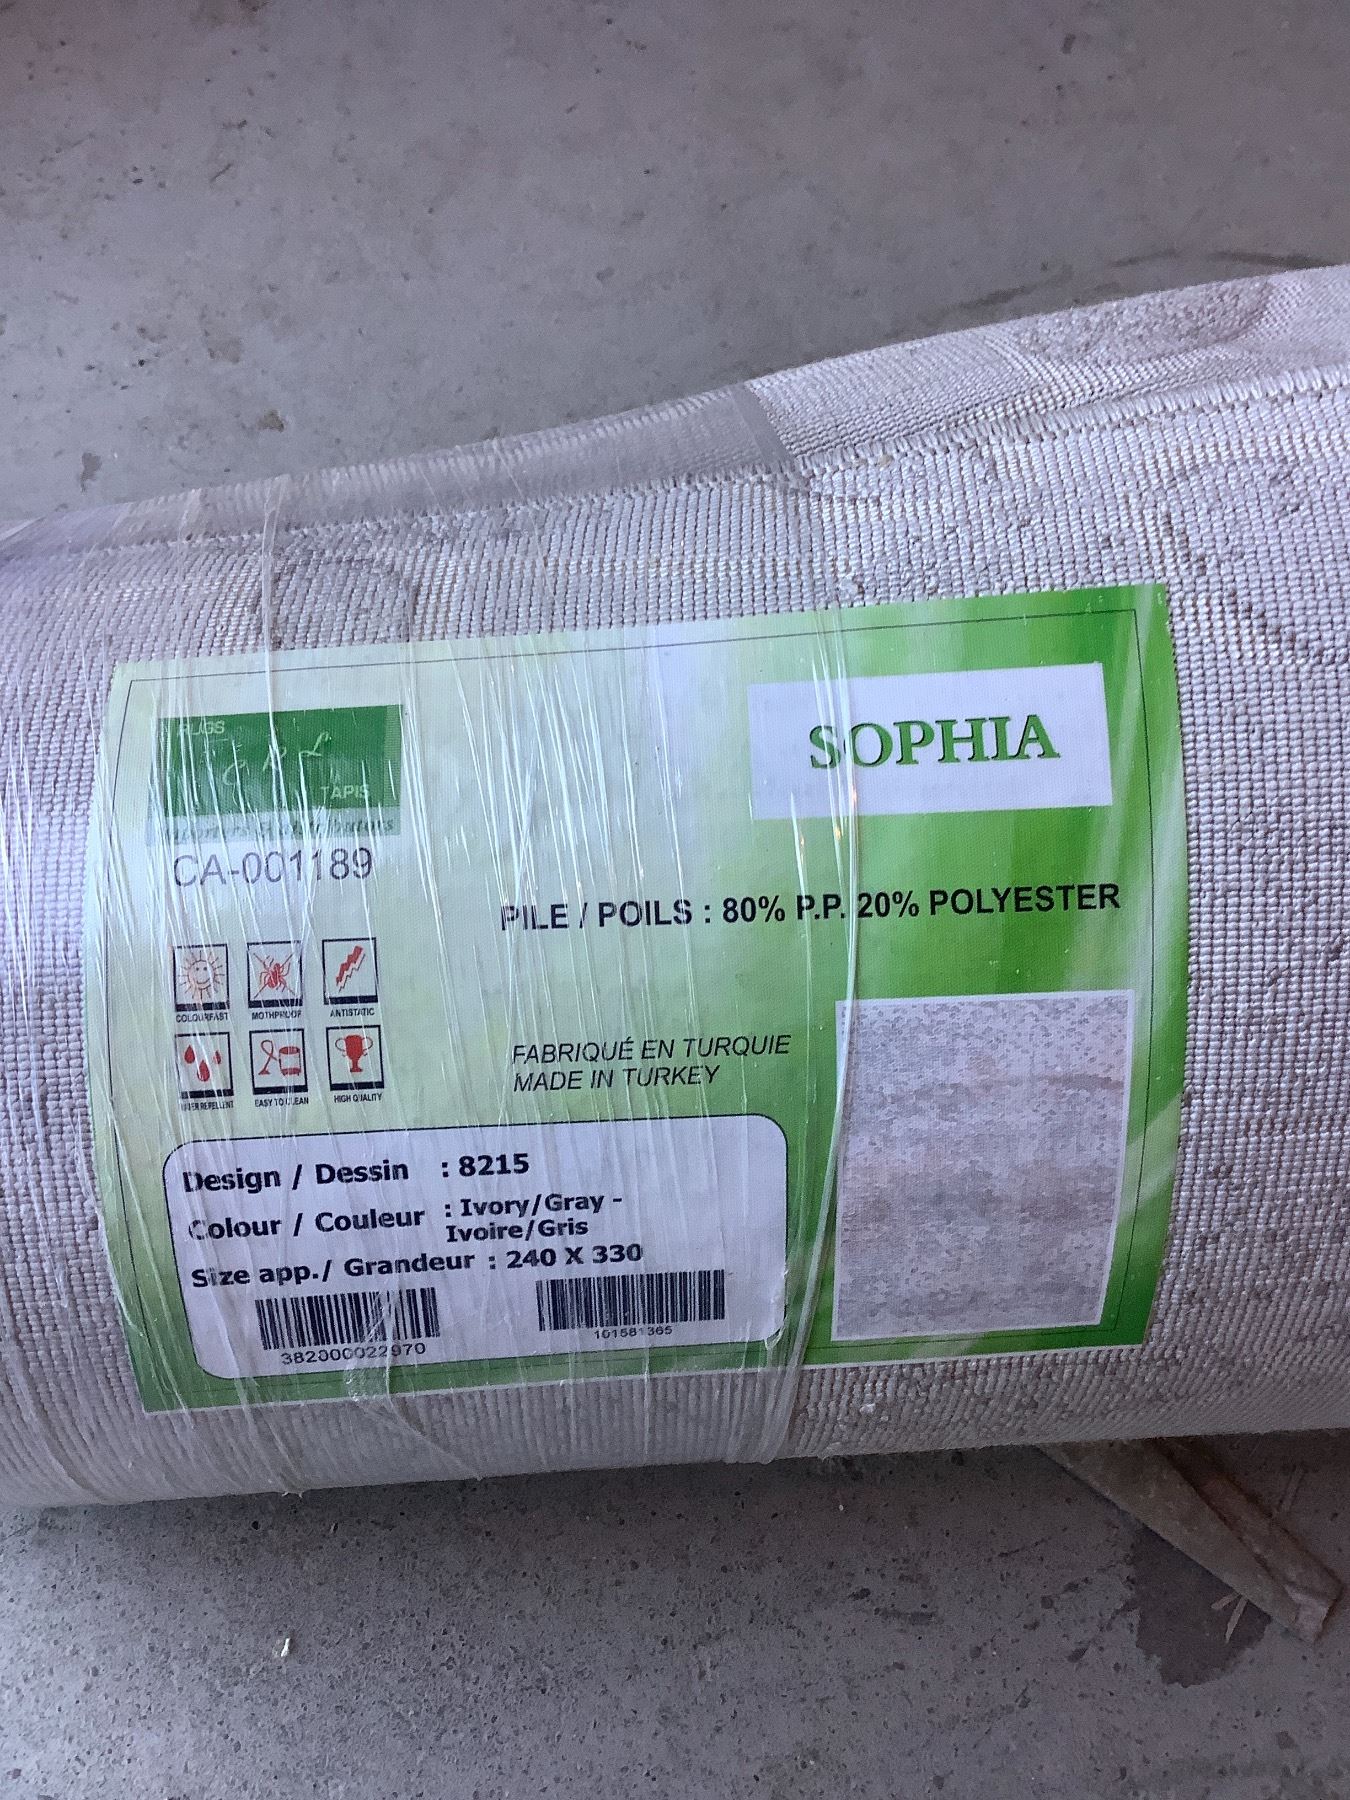 RUGS
TAPIS
Importers & distributors
CA-001189
SOPHIA
PILE / POILS : 80% P.P. 20% POLYESTER
COLOURFAST MOTHPROOF ANTISTATIC
EASY TO CLEAN HIGH QUALITY
FABRIQUÉ EN TURQUIE
MADE IN TURKEY
Design / Dessin : 8215
Colour / Couleur : Ivory/Gray -
Ivoire/Gris
Size app./ Grandeur : 240 X 330
382000022970
101581365